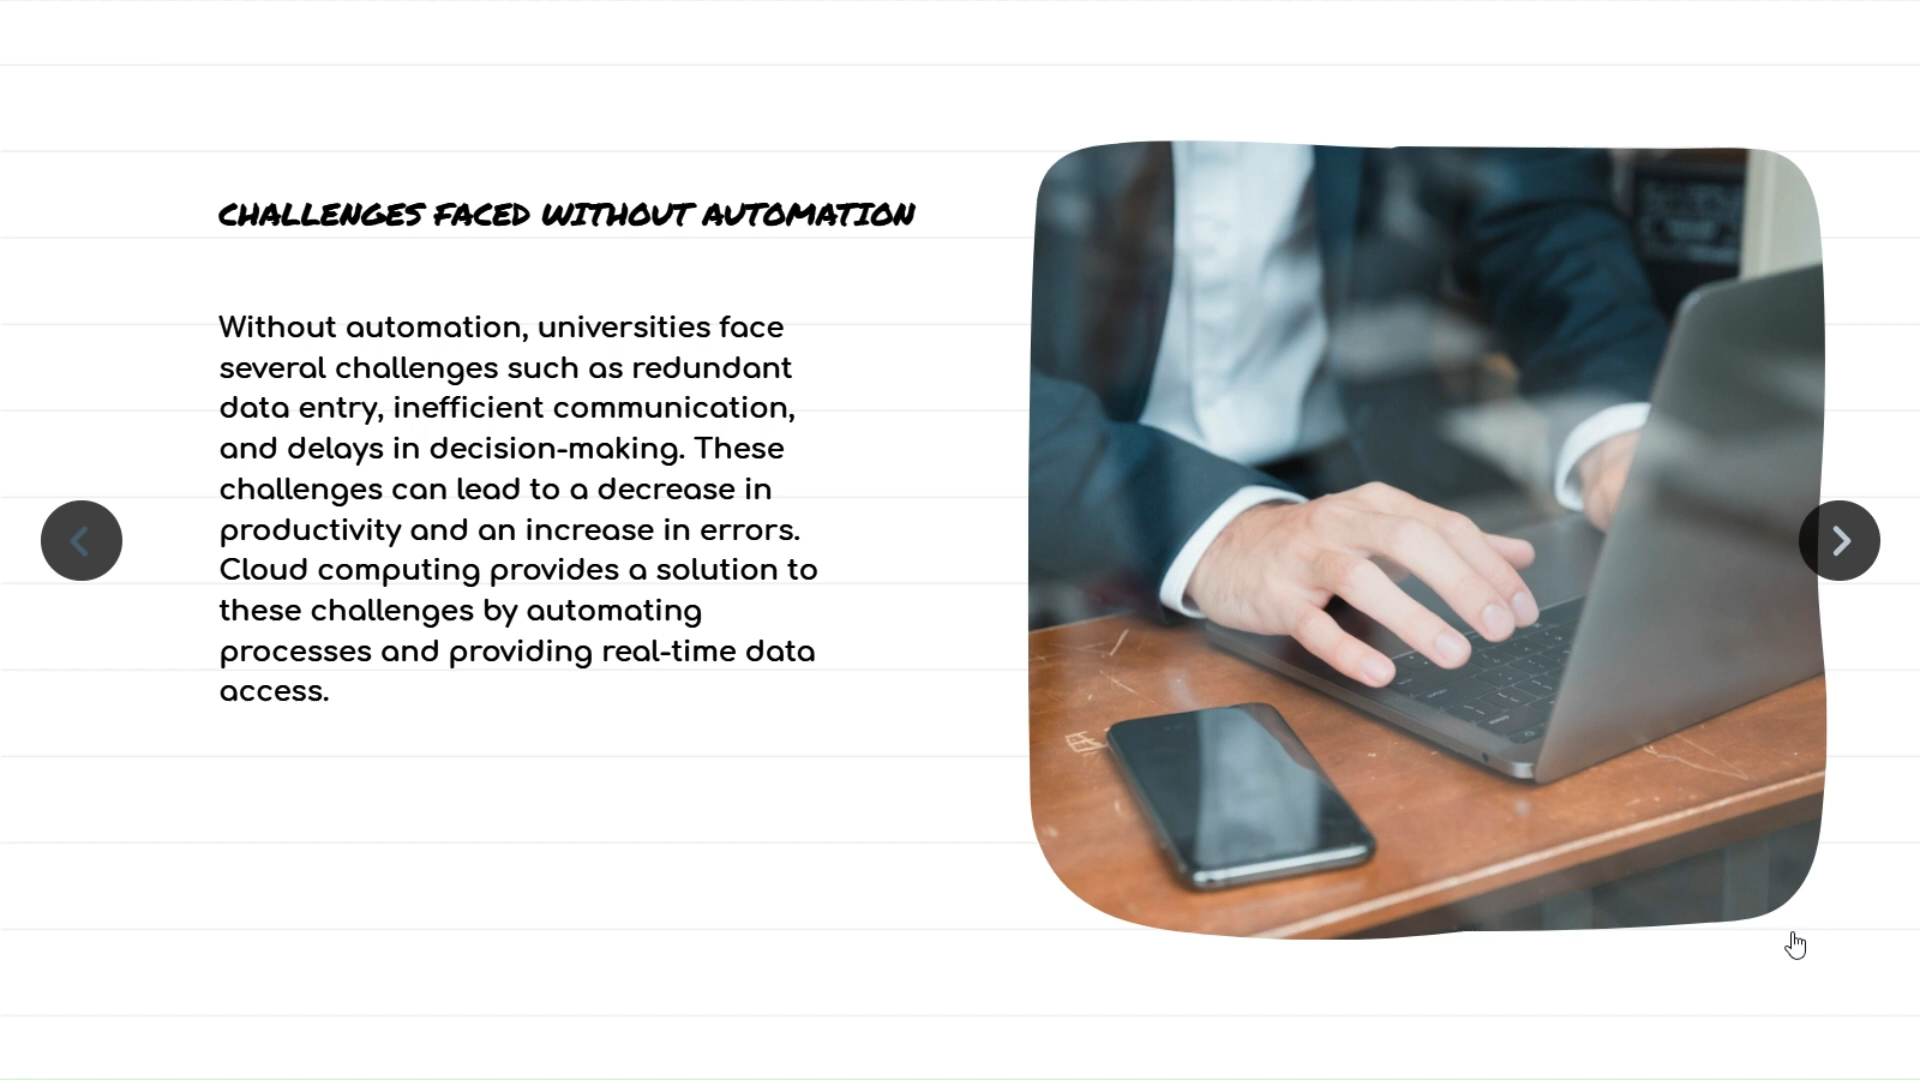 CHALLENGES FACED WITHOUT AUTOMATION
Without automation, universities face
several challenges such as redundant
data entry, inefficient communication,
and delays in decision-making. These
challenges can lead to a decrease in
productivity and an increase in errors.
Cloud computing provides a solution to
these challenges by automating
processes and providing real-time data
access.